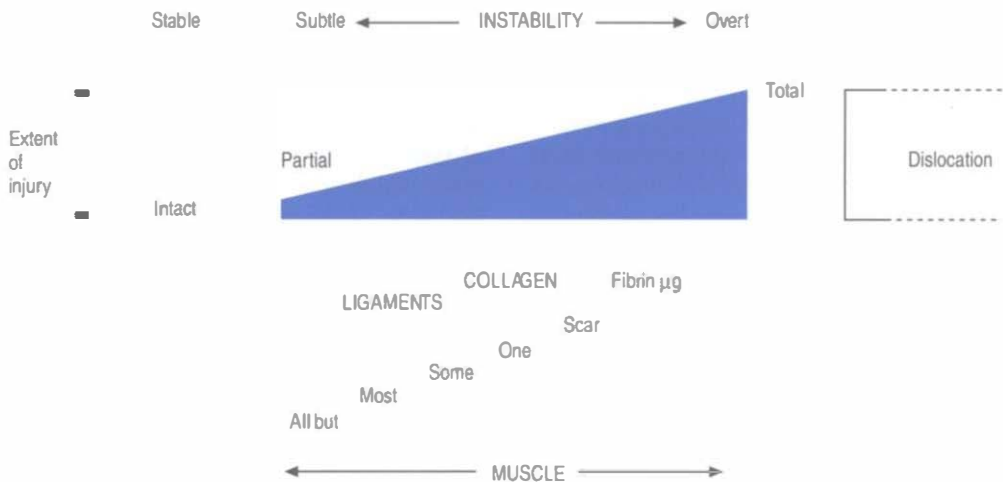 Stable Subtle INSTABILITY Overt
Total
Extent
of
injury
Partial
Dislocation
Intact
COLLAGEN Fibrin µg
LIGAMENTS
Scar
One
Some
Most
All but
MUSCLE